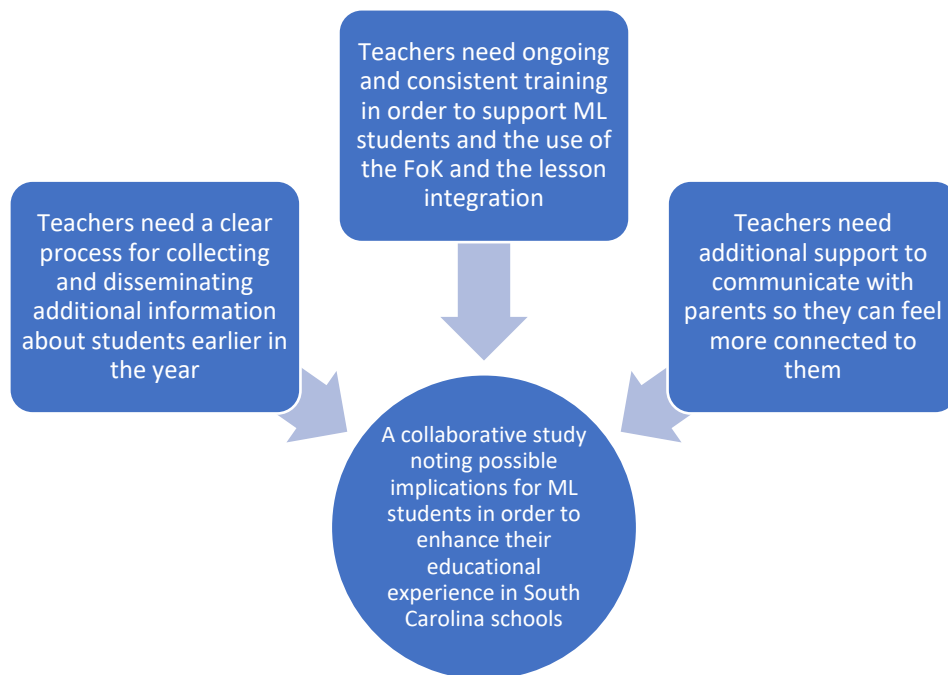 Teachers need ongoing
and consistent training
in order to support ML
students and the use of
the FoK and the lesson
integration
Teachers need a clear
process for collecting
and disseminating
additional information
about students earlier in
the year
Teachers need
additional support to
communicate with
parents so they can feel
more connected to
them
A collaborative study
noting possible
implications for ML
students in order to
enhance their
educational
experience in South
Carolina schools